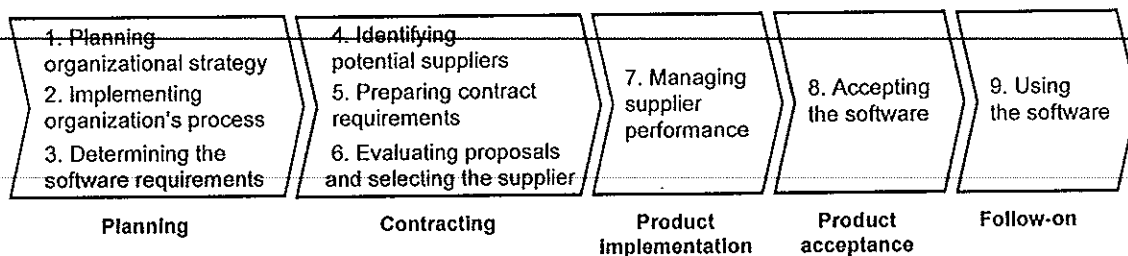 1. Planning
organizational strategy
2. Implementing
organization's process
3. Determining the
software requirements
4. Identifying
potential suppliers
5. Preparing contract
requirements
6. Evaluating proposals
and selecting the supplier
7. Managing
supplier
performance
8. Accepting
the software
9. Using
the software
Planning
Contracting
Product
implementation
Product
acceptance
Follow-on